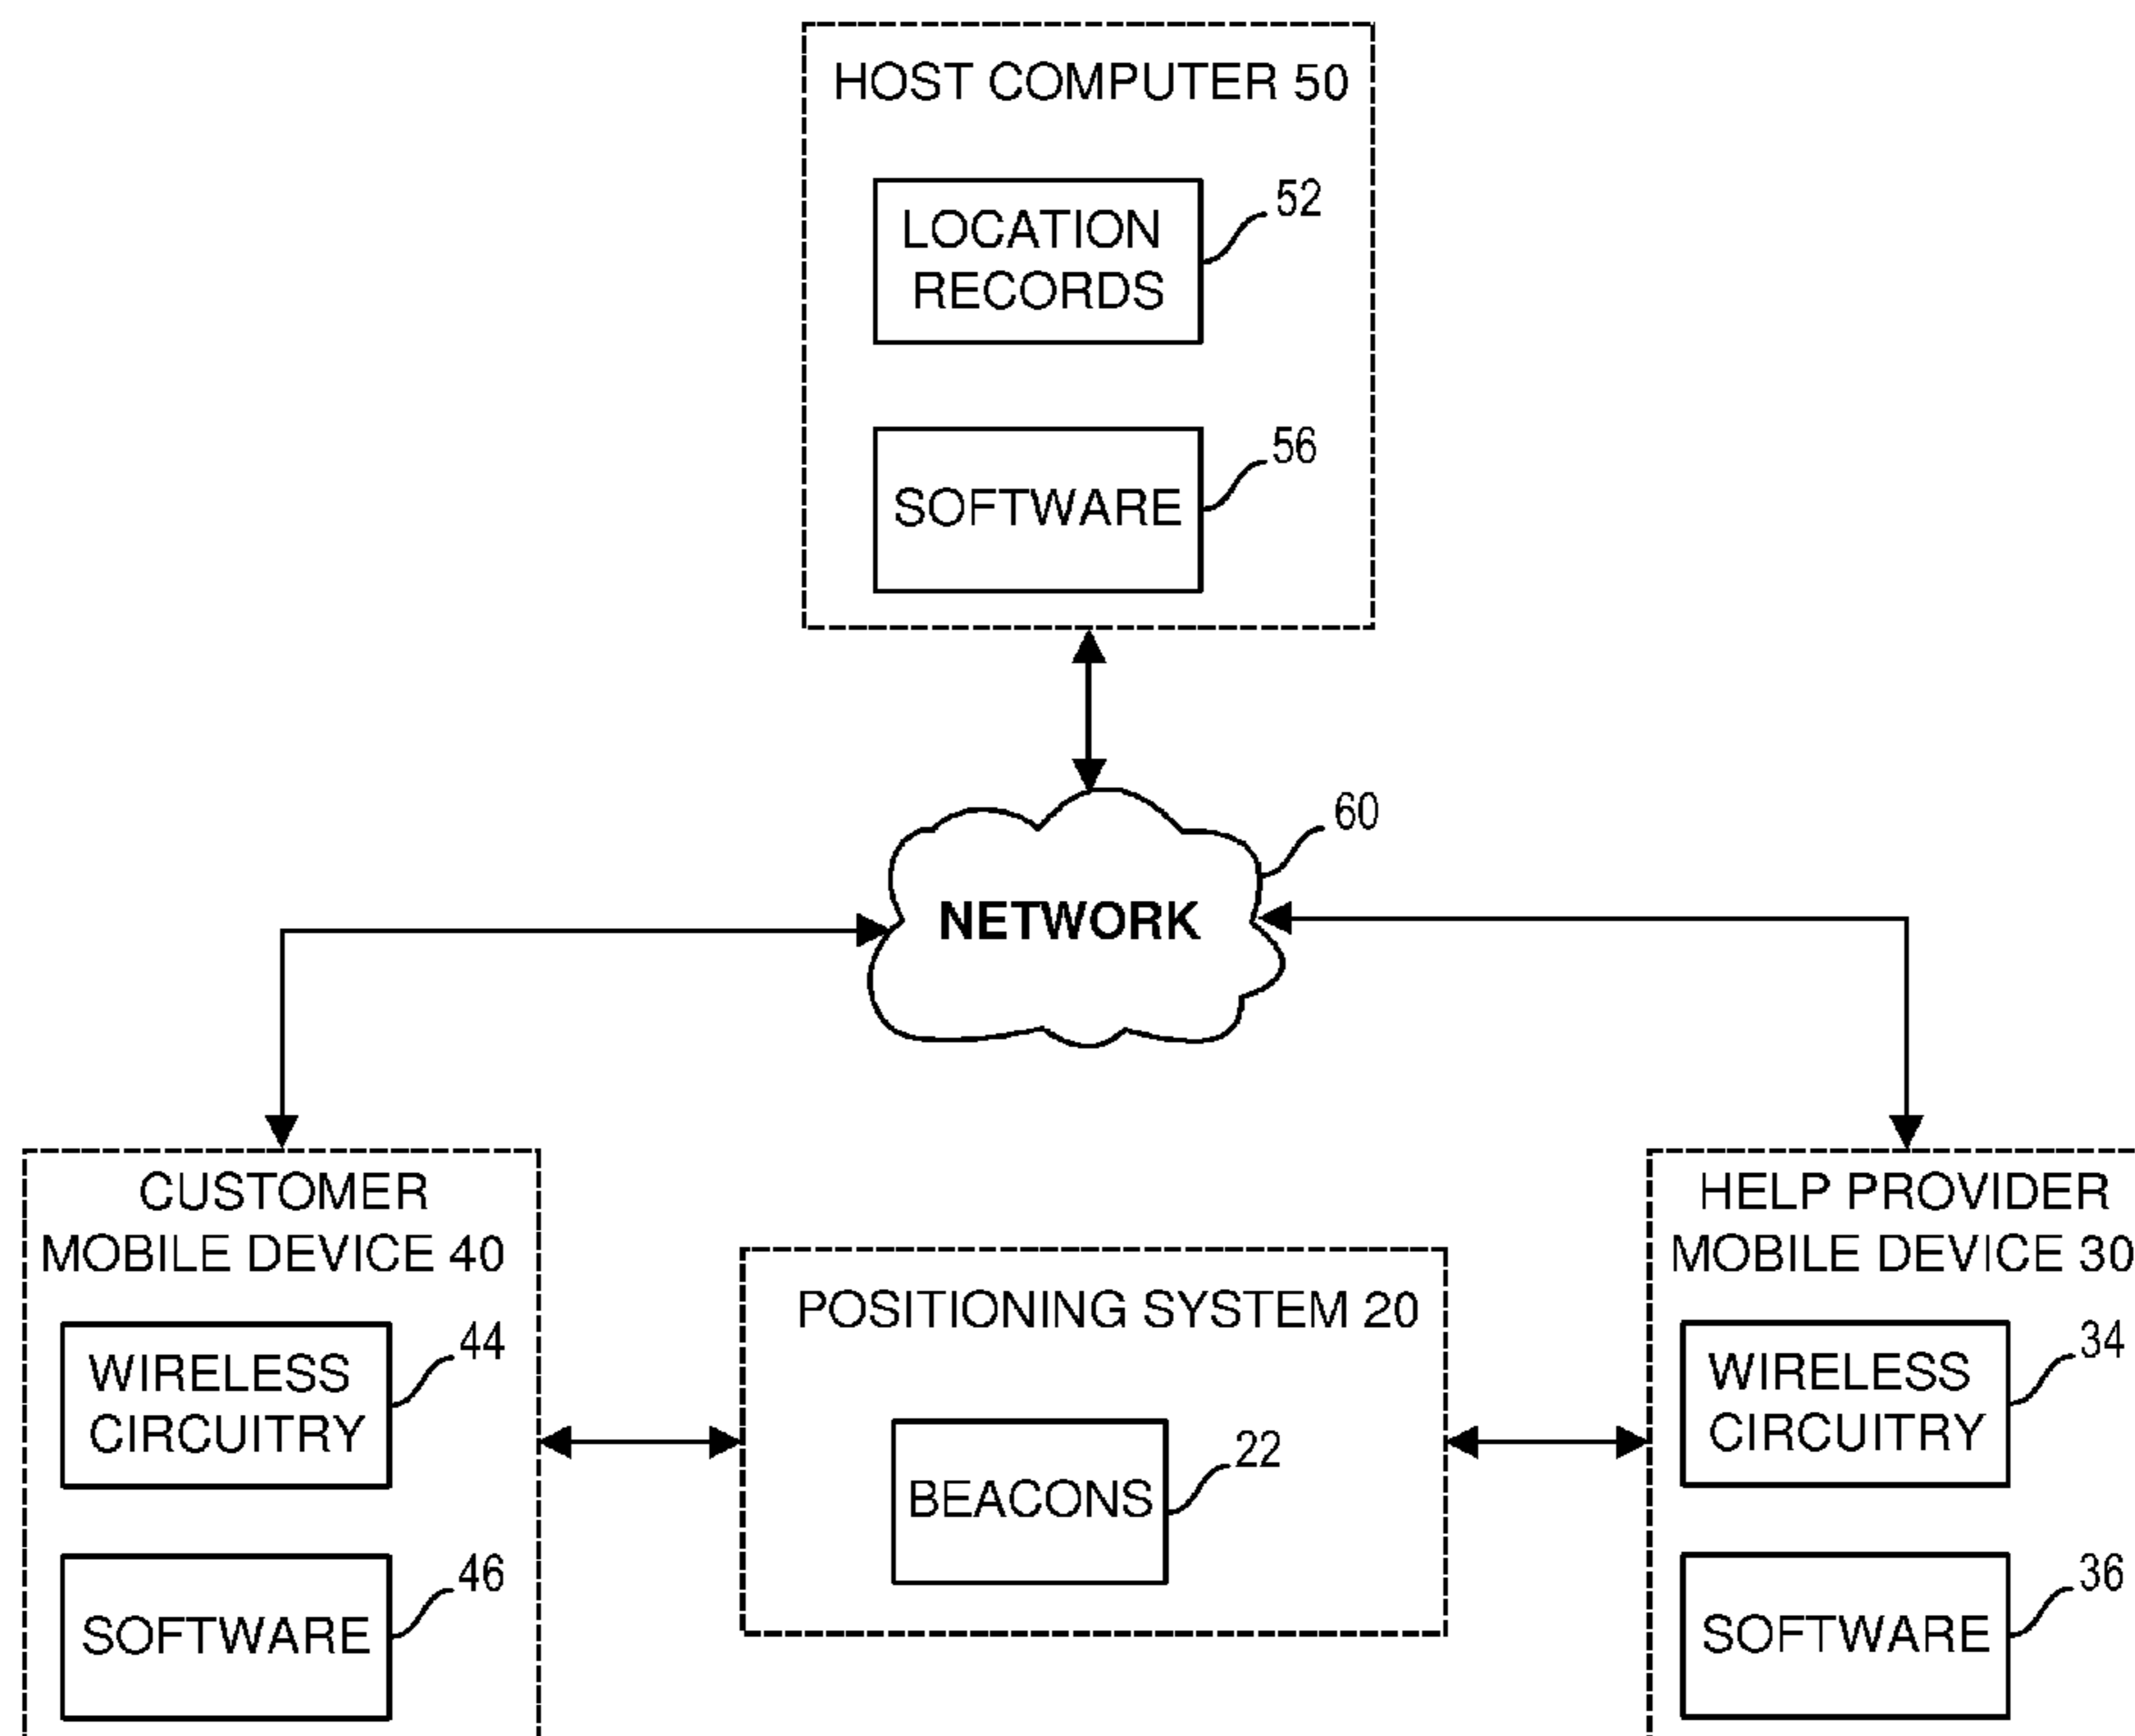 HOST COMPUTER 50
LOCATION
RECORDS
52
SOFTWARE
56
NETWORK
60
CUSTOMER
MOBILE DEVICE 40
WIRELESS
CIRCUITRY
44
SOFTWARE
46
POSITIONING SYSTEM 20
BEACONS
22
HELP PROVIDER
MOBILE DEVICE 30
WIRELESS
CIRCUITRY
34
SOFTWARE
36